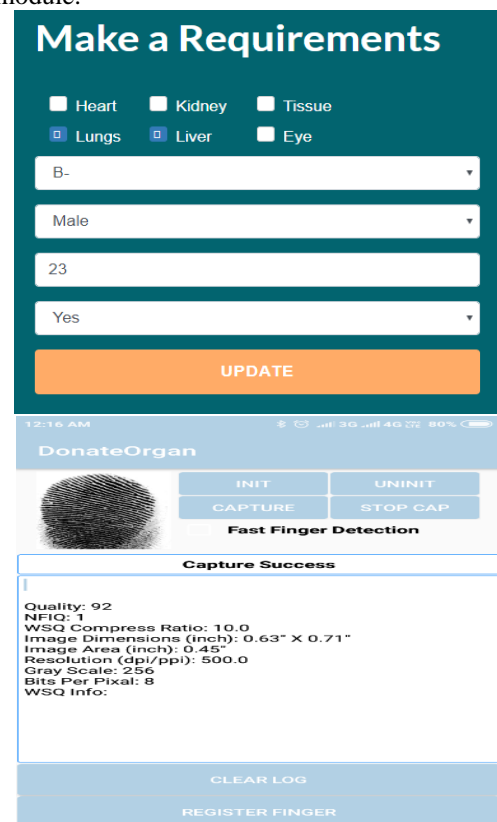 module.
Make a Requirements
Heart Kidney Tissue
Lungs Liver Eye
B-
Male
23
Yes
UPDATE
12:16 AM 3G 4G 80%
DonateOrgan
INIT UNINIT
CAPTURE STOP CAP
Fast Finger Detection
Capture Success
Quality: 92
NFIQ: 1
WSQ Compress Ratio: 10.0
Image Dimensions (inch): 0.63" X 0.71"
Image Area (inch): 0.45"
Resolution (dpi/ppi): 500.0
Gray Scale: 256
Bits Per Pixal: 8
WSQ Info:
CLEAR LOG
REGISTER FINGER